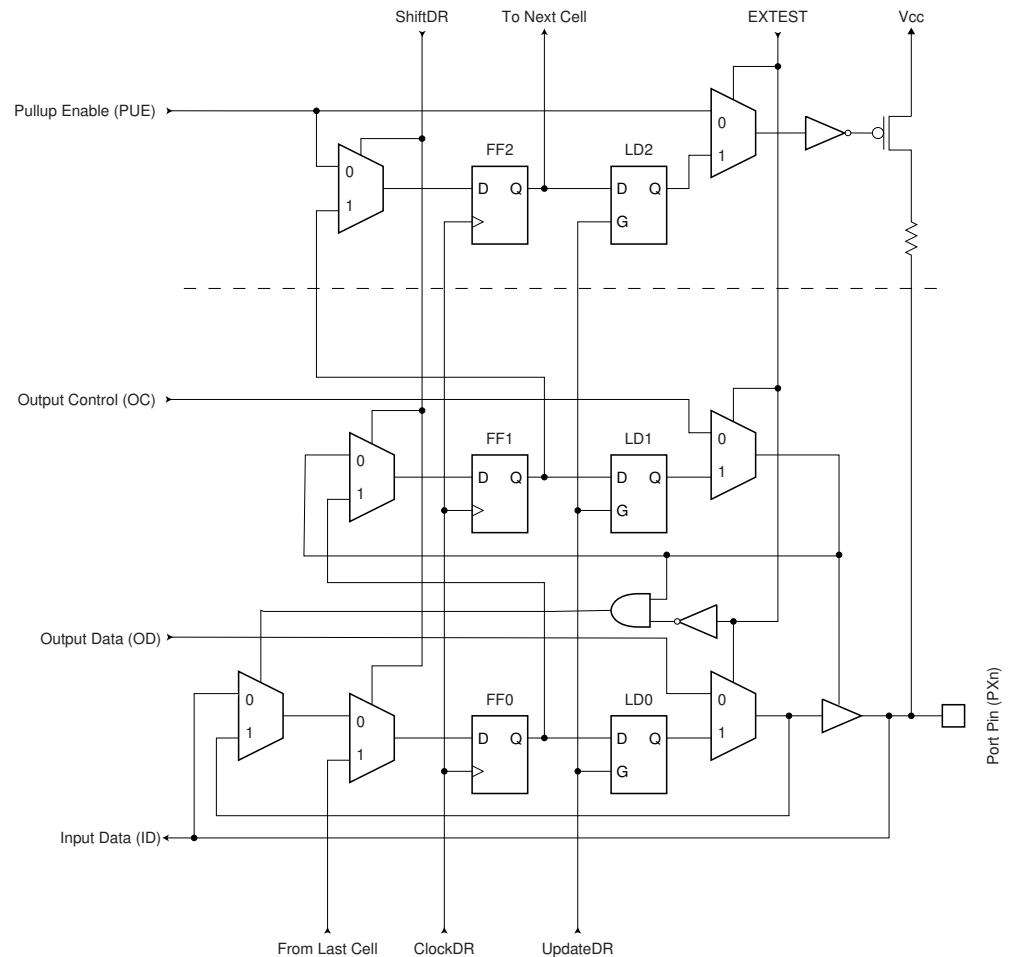 ShiftDR
To Next Cell
EXTEST
Vcc
Pullup Enable (PUE)
0
1
FF2
D Q
LD2
D Q
G
0
1
Output Control (OC)
0
1
FF1
D Q
LD1
D Q
G
0
1
Output Data (OD)
0
1
0
1
FF0
D Q
LD0
D Q
G
0
1
Port Pin (PXn)
Input Data (ID)
From Last Cell
ClockDR
UpdateDR